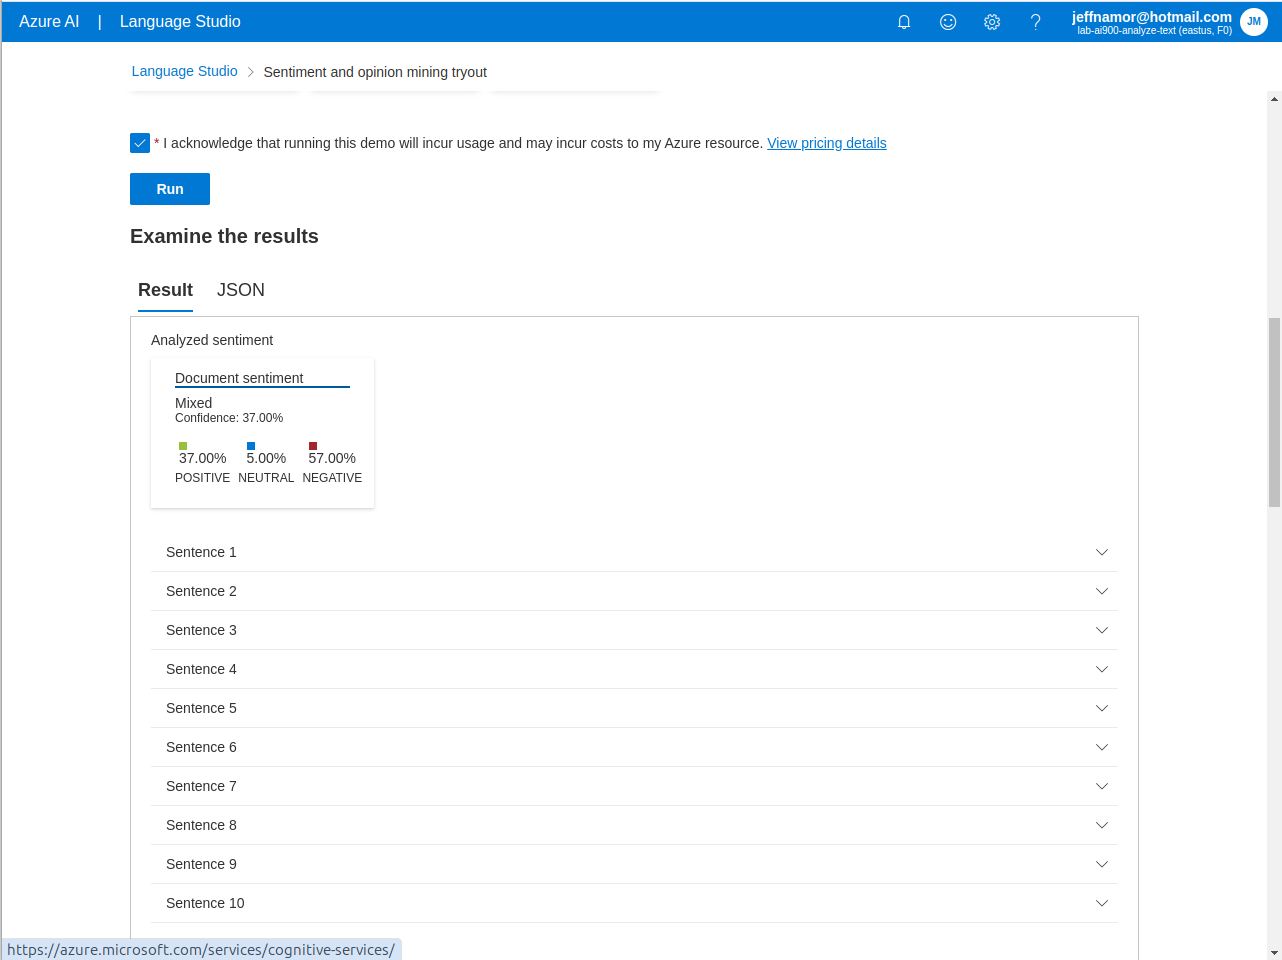 Azure AI | Language Studio
jeffnamor@hotmail.com
lab-ai900-analyze-text (eastus, F0)
JM
Language Studio > Sentiment and opinion mining tryout
* I acknowledge that running this demo will incur usage and may incur costs to my Azure resource. View pricing details
Run
Examine the results
Result JSON
Analyzed sentiment
Document sentiment
Mixed
Confidence: 37.00%
37.00% 5.00% 57.00%
POSITIVE NEUTRAL NEGATIVE
Sentence 1
Sentence 2
Sentence 3
Sentence 4
Sentence 5
Sentence 6
Sentence 7
Sentence 8
Sentence 9
Sentence 10
https://azure.microsoft.com/services/cognitive-services/